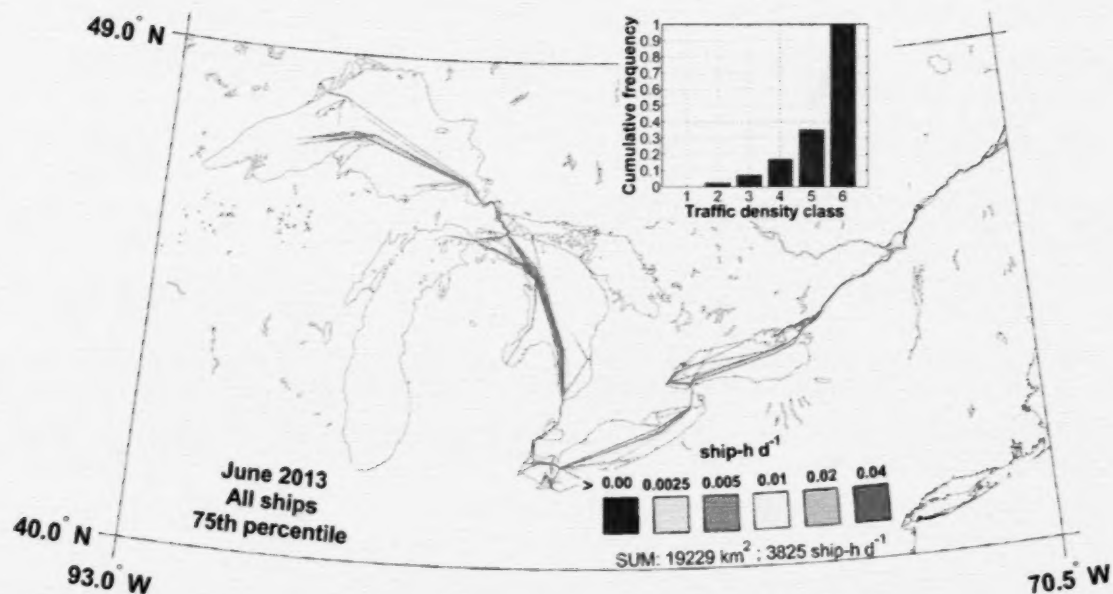 49.0° N
Cumulative frequency
1
0.9
0.8
0.7
0.6
0.5
0.4
0.3
0.2
0.1
0
1 2 3 4 5 6
Traffic density class
June 2013
All ships
75th percentile
ship-h d⁻¹
> 0.00 0.0025 0.005 0.01 0.02 0.04
SUM: 19229 km² ; 3825 ship-h d⁻¹
40.0° N
93.0° W
70.5° W